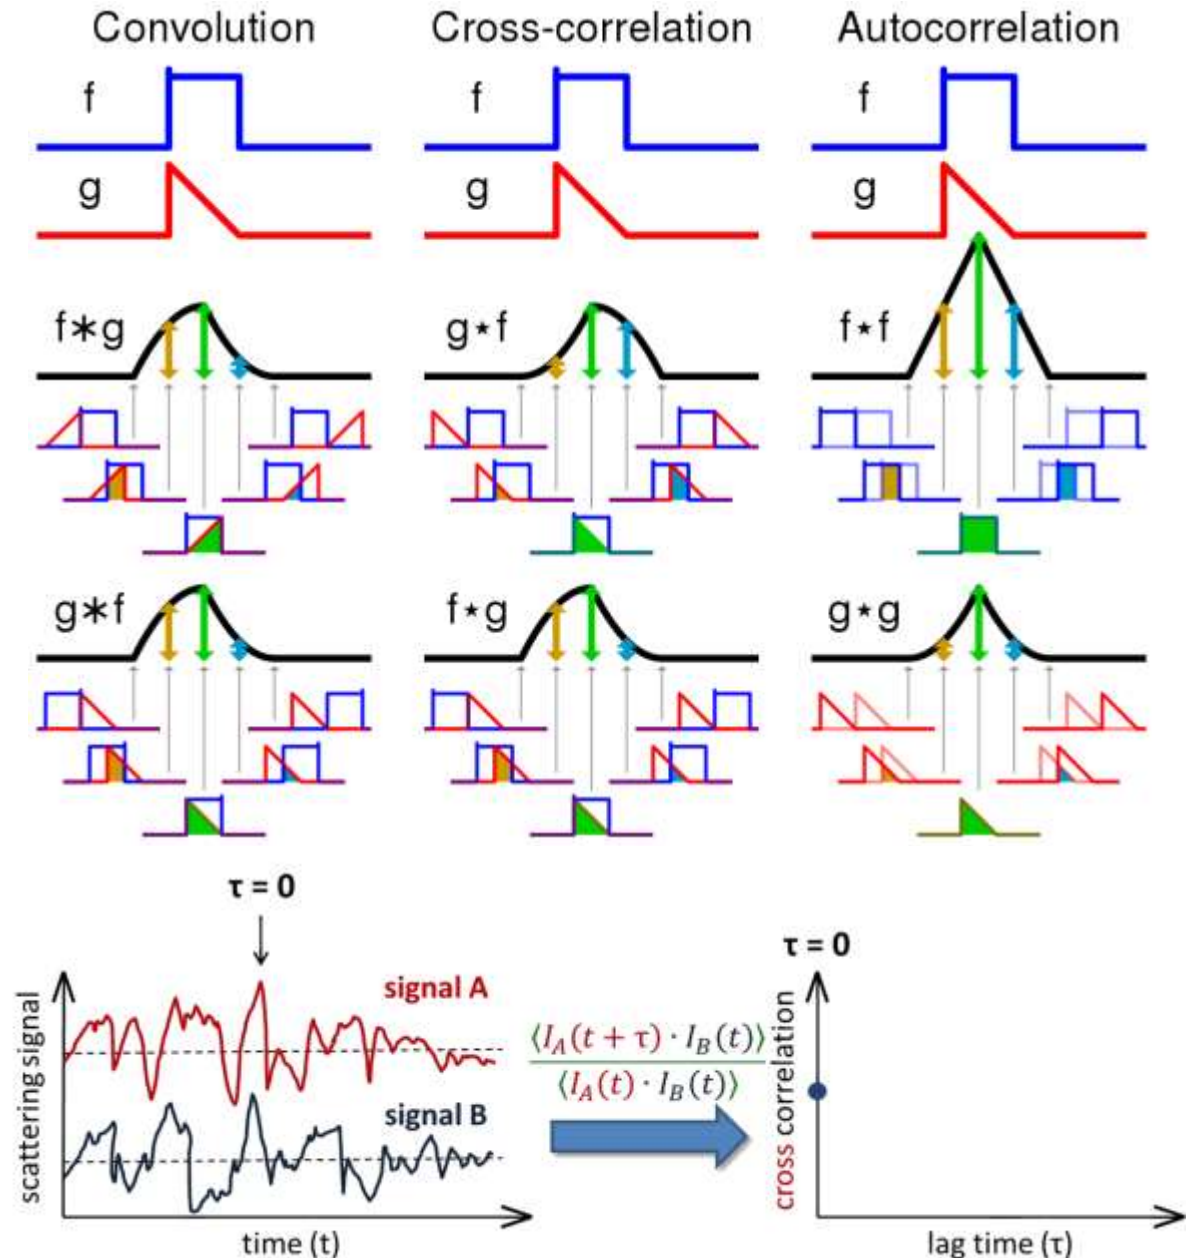 Convolution
Cross-correlation
Autocorrelation
f
f
f
g
g
g
f∗g
g⋆f
f⋆f
g∗f
f⋆g
g⋆g
τ = 0
τ = 0
scattering signal
signal A
signal B
time (t)
⟨I_A(t + τ) · I_B(t)⟩
⟨I_A(t) · I_B(t)⟩
cross correlation
lag time (τ)